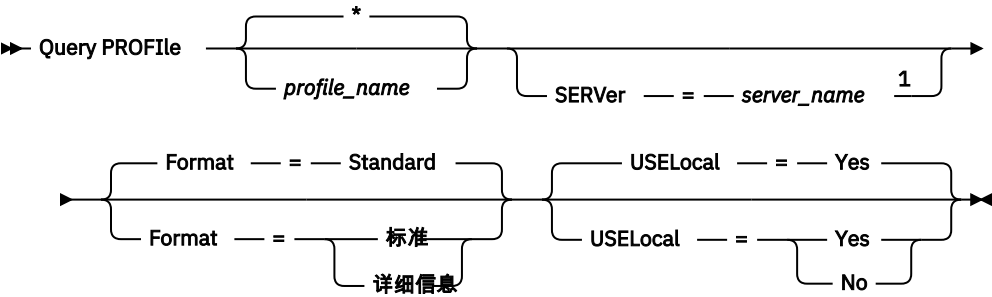 *
Query PROFIle
profile_name
SERVer = server_name 1
Format = Standard
USELocal = Yes
Format = 标准
详细信息
USELocal = Yes
No